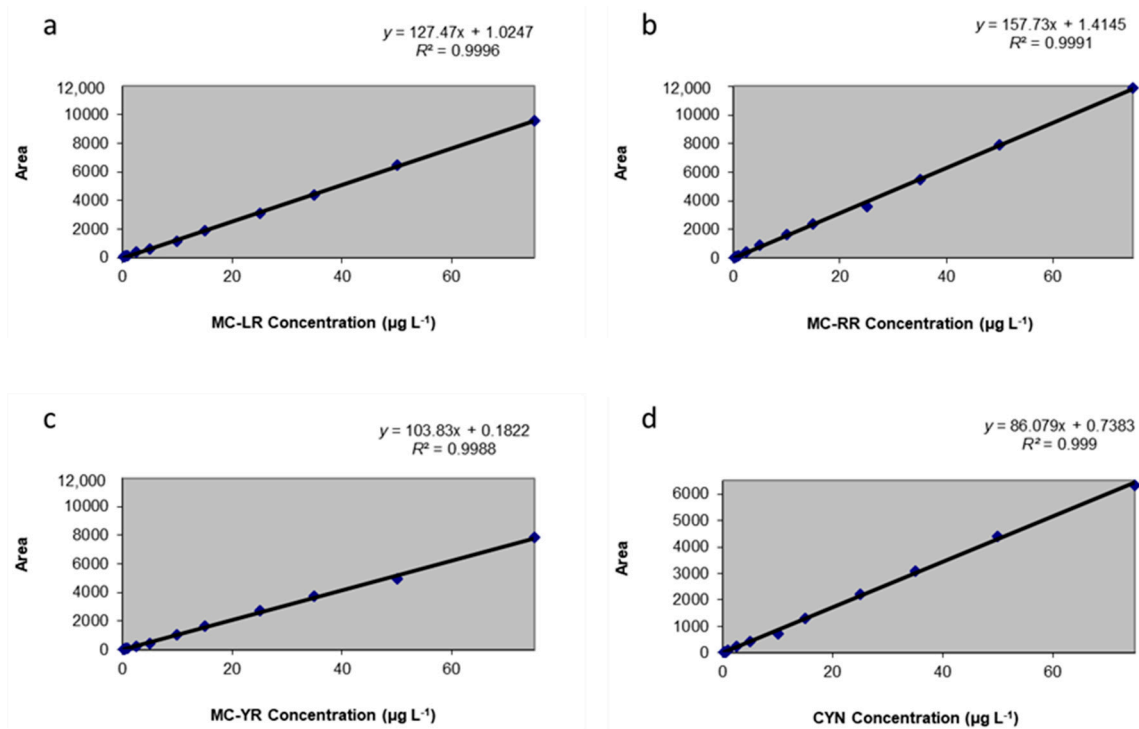 a
y = 127.47x + 1.0247
R² = 0.9996
12,000
10000
8000
6000
4000
2000
0
Area
0 20 40 60
MC-LR Concentration (µg L⁻¹)
b
y = 157.73x + 1.4145
R² = 0.9991
12,000
10000
8000
6000
4000
2000
0
Area
0 20 40 60
MC-RR Concentration (µg L⁻¹)
c
y = 103.83x + 0.1822
R² = 0.9988
12,000
10000
8000
6000
4000
2000
0
Area
0 20 40 60
MC-YR Concentration (µg L⁻¹)
d
y = 86.079x + 0.7383
R² = 0.999
6000
5000
4000
3000
2000
1000
0
Area
0 20 40 60
CYN Concentration (µg L⁻¹)